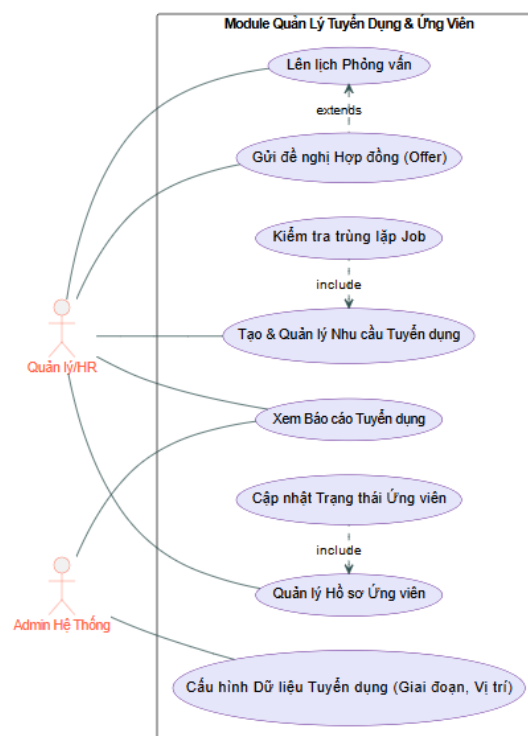 Module Quản Lý Tuyển Dụng & Ứng Viên
Lên lịch Phỏng vấn
extends
Gửi đề nghị Hợp đồng (Offer)
Kiểm tra trùng lặp Job
include
Tạo & Quản lý Nhu cầu Tuyển dụng
Quản lý/HR
Xem Báo cáo Tuyển dụng
Cập nhật Trạng thái Ứng viên
include
Quản lý Hồ sơ Ứng viên
Admin Hệ Thống
Cấu hình Dữ liệu Tuyển dụng (Giai đoạn, Vị trí)